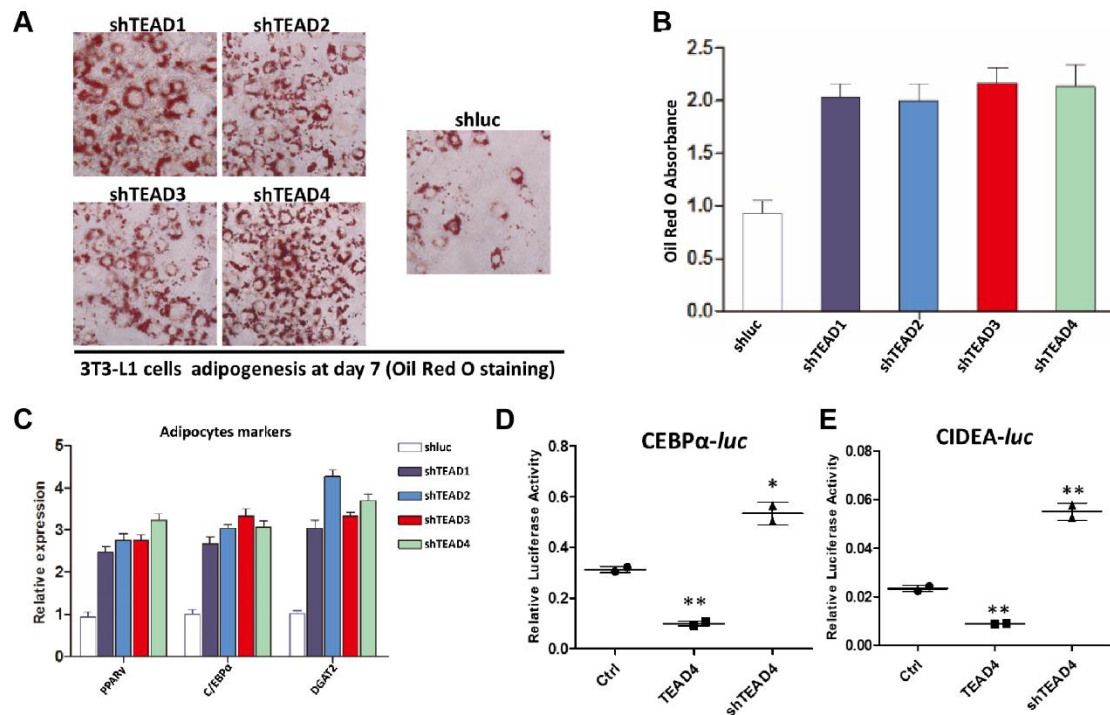 A
shTEAD1
shTEAD2
shluc
shTEAD3
shTEAD4
3T3-L1 cells adipogenesis at day 7 (Oil Red O staining)
B
Oil Red O Absorbance
2.5
2.0
1.5
1.0
0.5
0.0
shluc
shTEAD1
shTEAD2
shTEAD3
shTEAD4
C
Adipocytes markers
Relative expression
5
4
3
2
1
0
PPARγ
C/EBPα
DGAT2
shluc
shTEAD1
shTEAD2
shTEAD3
shTEAD4
D
CEBPα-luc
Relative Luciferase Activity
0.8
0.6
0.4
0.2
0.0
**
*
Ctrl
TEAD4
shTEAD4
E
CIDEA-luc
Relative Luciferase Activity
0.08
0.06
0.04
0.02
0.00
**
**
Ctrl
TEAD4
shTEAD4